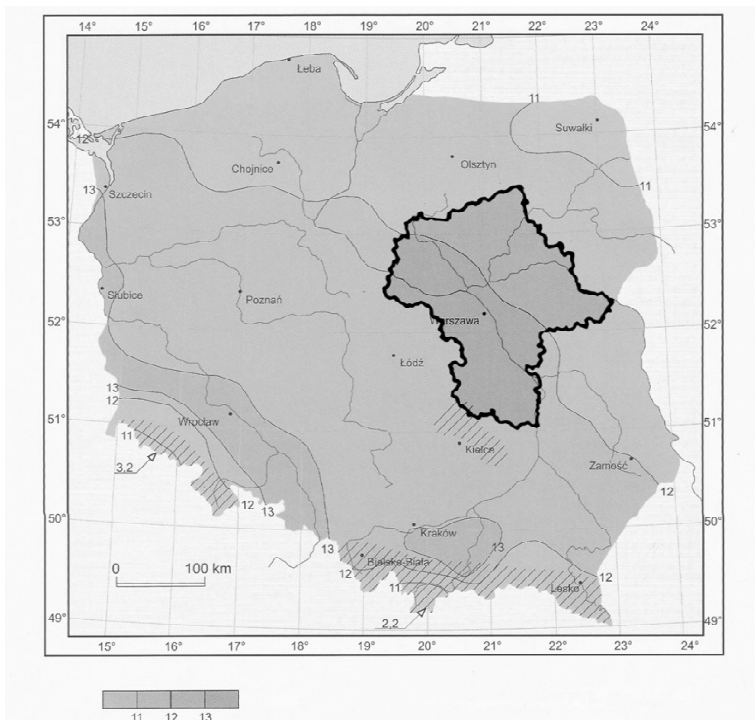 14° 15° 16° 17° 18° 19° 20° 21° 22° 23° 24°
Łeba
11
54° 54°
Suwałki
12
Chojnice
Olsztyn
11
13
Szczecin
53° 53°
Słubice
Poznań
52° Warszawa 52°
Łódź
13
12
51° Wrocław 51°
11
Kielce
3,2
Zamość
12
12
13
50° 50°
Kraków
13
13
0 100 km
Bielsko-Biała
12
12
11
Lesko
49° 2,2 49°
15° 16° 17° 18° 19° 20° 21° 22° 23° 24°
11 12 13